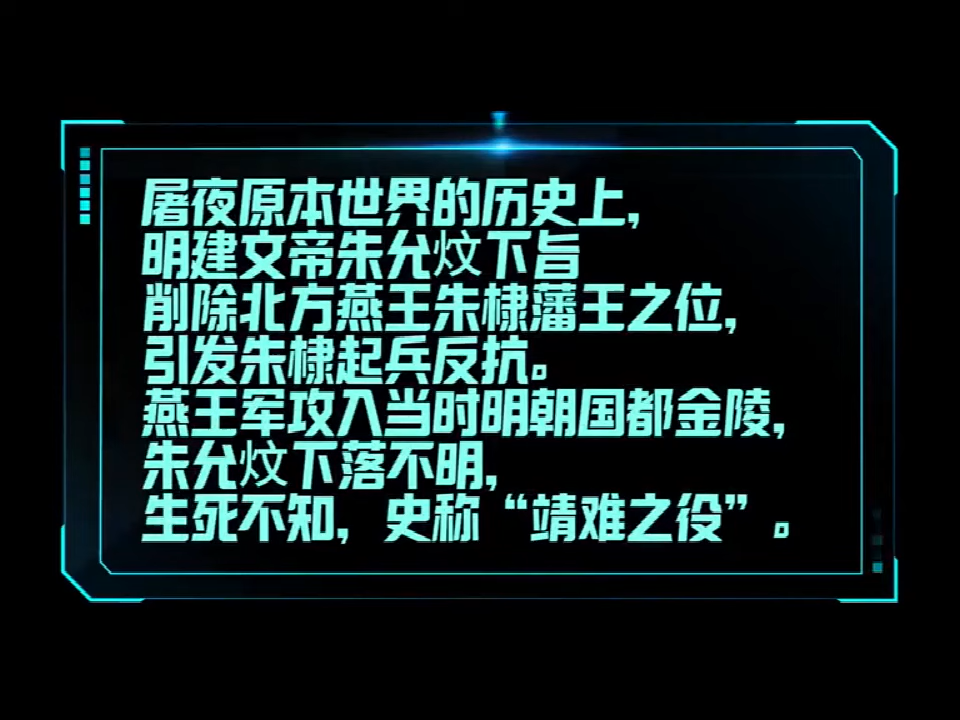 屠夜原本世界的历史上，
明建文帝朱允炆下旨
削除北方燕王朱棣藩王之位，
引发朱棣起兵反抗。
燕王军攻入当时明朝国都金陵，
朱允炆下落不明，
生死不知，史称“靖难之役”。